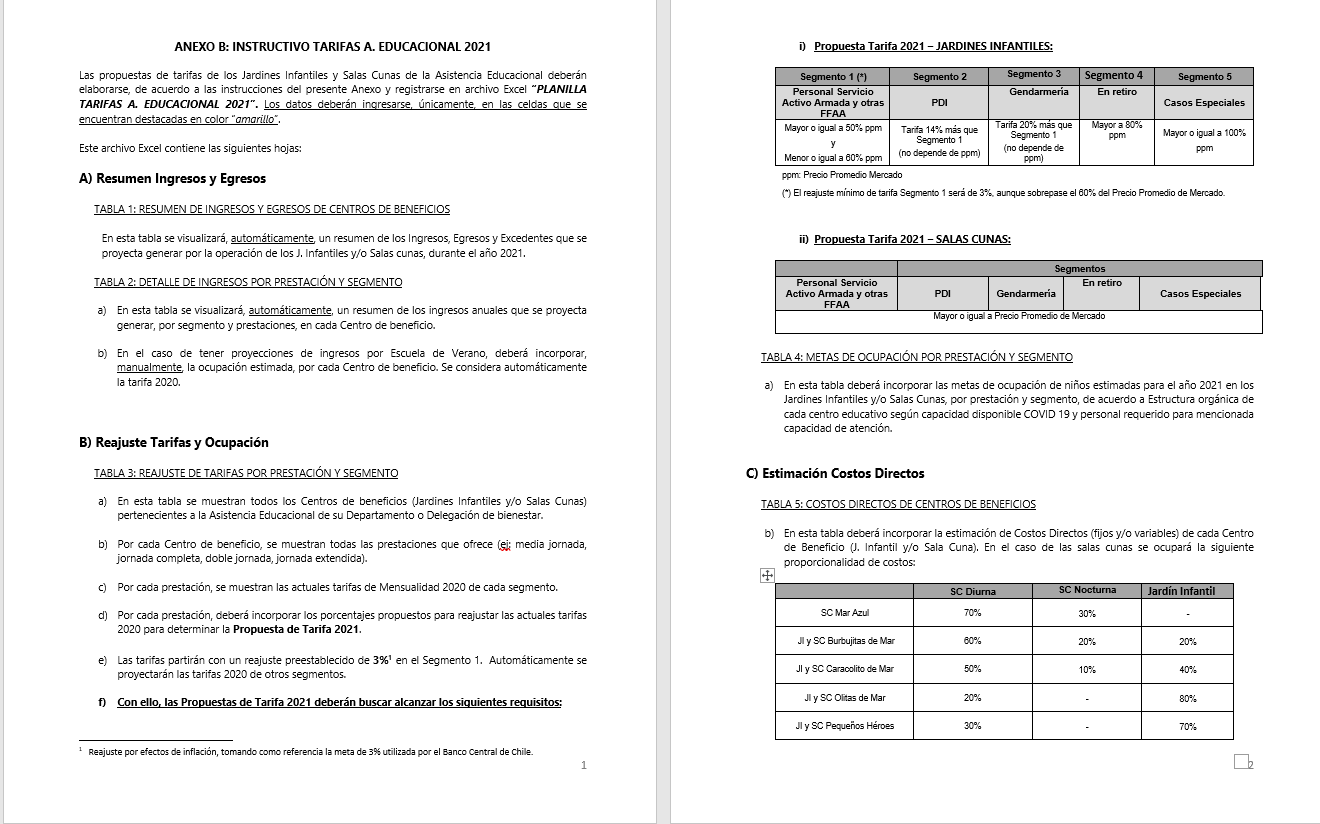 ANEXO B: INSTRUCTIVO TARIFAS A. EDUCACIONAL 2021
Las propuestas de tarifas de los Jardines Infantiles y Salas Cunas de la Asistencia Educacional deberán
elaborarse, de acuerdo a las instrucciones del presente Anexo y registrarse en archivo Excel “PLANILLA
TARIFAS A. EDUCACIONAL 2021”. Los datos deberán ingresarse, únicamente, en las celdas que se
encuentran destacadas en color “amarillo”.
Este archivo Excel contiene las siguientes hojas:
A) Resumen Ingresos y Egresos
TABLA 1: RESUMEN DE INGRESOS Y EGRESOS DE CENTROS DE BENEFICIOS
En esta tabla se visualizará, automáticamente, un resumen de los Ingresos, Egresos y Excedentes que se
proyecta generar por la operación de los J. Infantiles y/o Salas cunas, durante el año 2021.
TABLA 2: DETALLE DE INGRESOS POR PRESTACIÓN Y SEGMENTO
a) En esta tabla se visualizará, automáticamente, un resumen de los ingresos anuales que se proyecta
generar, por segmento y prestaciones, en cada Centro de beneficio.
b) En el caso de tener proyecciones de ingresos por Escuela de Verano, deberá incorporar,
manualmente, la ocupación estimada, por cada Centro de beneficio. Se considera automáticamente
la tarifa 2020.
B) Reajuste Tarifas y Ocupación
TABLA 3: REAJUSTE DE TARIFAS POR PRESTACIÓN Y SEGMENTO
a) En esta tabla se muestran todos los Centros de beneficios (Jardines Infantiles y/o Salas Cunas)
pertenecientes a la Asistencia Educacional de su Departamento o Delegación de bienestar.
b) Por cada Centro de beneficio, se muestran todas las prestaciones que ofrece (ej: media jornada,
jornada completa, doble jornada, jornada extendida).
c) Por cada prestación, se muestran las actuales tarifas de Mensualidad 2020 de cada segmento.
d) Por cada prestación, deberá incorporar los porcentajes propuestos para reajustar las actuales tarifas
2020 para determinar la Propuesta de Tarifa 2021.
e) Las tarifas partirán con un reajuste preestablecido de 3%¹ en el Segmento 1. Automáticamente se
proyectarán las tarifas 2020 de otros segmentos.
f) Con ello, las Propuestas de Tarifa 2021 deberán buscar alcanzar los siguientes requisitos:
¹ Reajuste por efectos de inflación, tomando como referencia la meta de 3% utilizada por el Banco Central de Chile.
1
i) Propuesta Tarifa 2021 – JARDINES INFANTILES:
Segmento 1 (*) Segmento 2 Segmento 3 Segmento 4 Segmento 5
Personal Servicio
Activo Armada y otras
FFAA
PDI
Gendarmería
En retiro
Casos Especiales
Mayor o igual a 50% ppm
y
Menor o igual a 60% ppm
Tarifa 14% más que
Segmento 1
(no depende de ppm)
Tarifa 20% más que
Segmento 1
(no depende de
ppm)
Mayor a 80%
ppm
Mayor o igual a 100%
ppm
ppm: Precio Promedio Mercado
(*) El reajuste mínimo de tarifa Segmento 1 será de 3%, aunque sobrepase el 60% del Precio Promedio de Mercado.
ii) Propuesta Tarifa 2021 – SALAS CUNAS:
Segmentos
Personal Servicio
Activo Armada y otras
FFAA
PDI
Gendarmería
En retiro
Casos Especiales
Mayor o igual a Precio Promedio de Mercado
TABLA 4: METAS DE OCUPACIÓN POR PRESTACIÓN Y SEGMENTO
a) En esta tabla deberá incorporar las metas de ocupación de niños estimadas para el año 2021 en los
Jardines Infantiles y/o Salas Cunas, por prestación y segmento, de acuerdo a Estructura orgánica de
cada centro educativo según capacidad disponible COVID 19 y personal requerido para mencionada
capacidad de atención.
C) Estimación Costos Directos
TABLA 5: COSTOS DIRECTOS DE CENTROS DE BENEFICIOS
b) En esta tabla deberá incorporar la estimación de Costos Directos (fijos y/o variables) de cada Centro
de Beneficio (J. Infantil y/o Sala Cuna). En el caso de las salas cunas se ocupará la siguiente
proporcionalidad de costos:
SC Diurna SC Nocturna Jardín Infantil
SC Mar Azul 70% 30% -
JI y SC Burbujitas de Mar 60% 20% 20%
JI y SC Caracolito de Mar 50% 10% 40%
JI y SC Olitas de Mar 20% - 80%
JI y SC Pequeños Héroes 30% - 70%
2